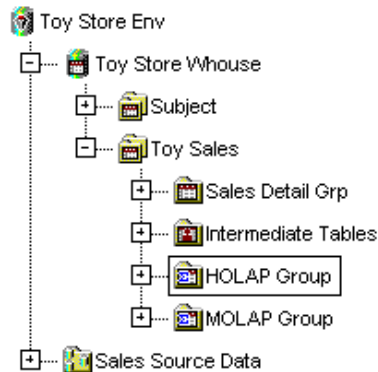 Toy Store Env
Toy Store Whouse
Subject
Toy Sales
Sales Detail Grp
Intermediate Tables
HOLAP Group
MOLAP Group
Sales Source Data